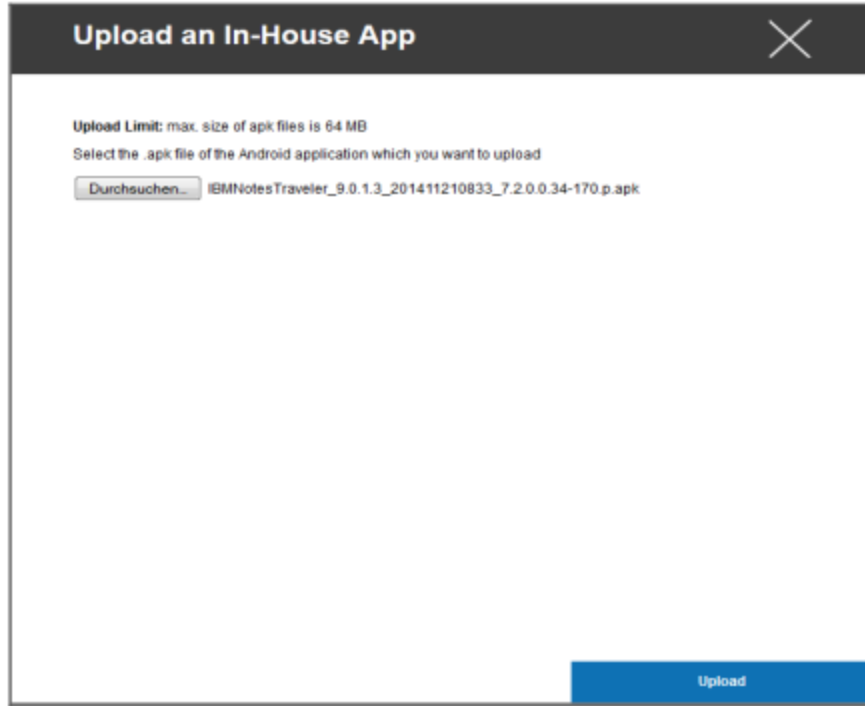 Upload an In-House App
Upload Limit: max. size of apk files is 64 MB
Select the .apk file of the Android application which you want to upload
Durchsuchen... IBMNotesTraveler_9.0.1.3_201411210833_7.2.0.0.34-170.p.apk
Upload